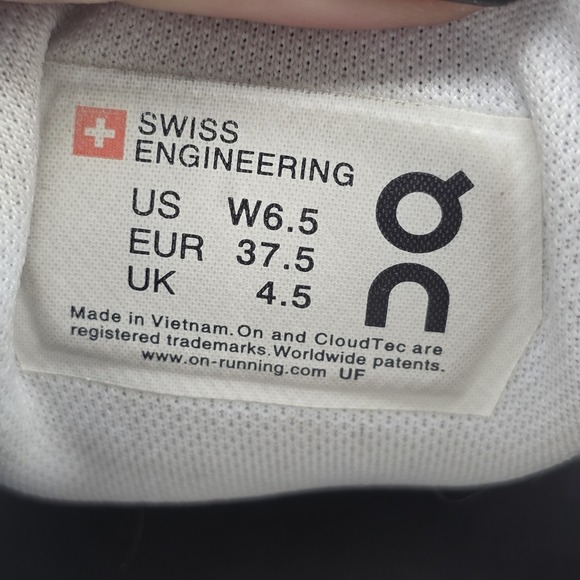 SWISS
ENGINEERING
US W6.5
EUR 37.5
UK 4.5
On
Made in Vietnam. On and CloudTec are
registered trademarks. Worldwide patents.
www.on-running.com UF